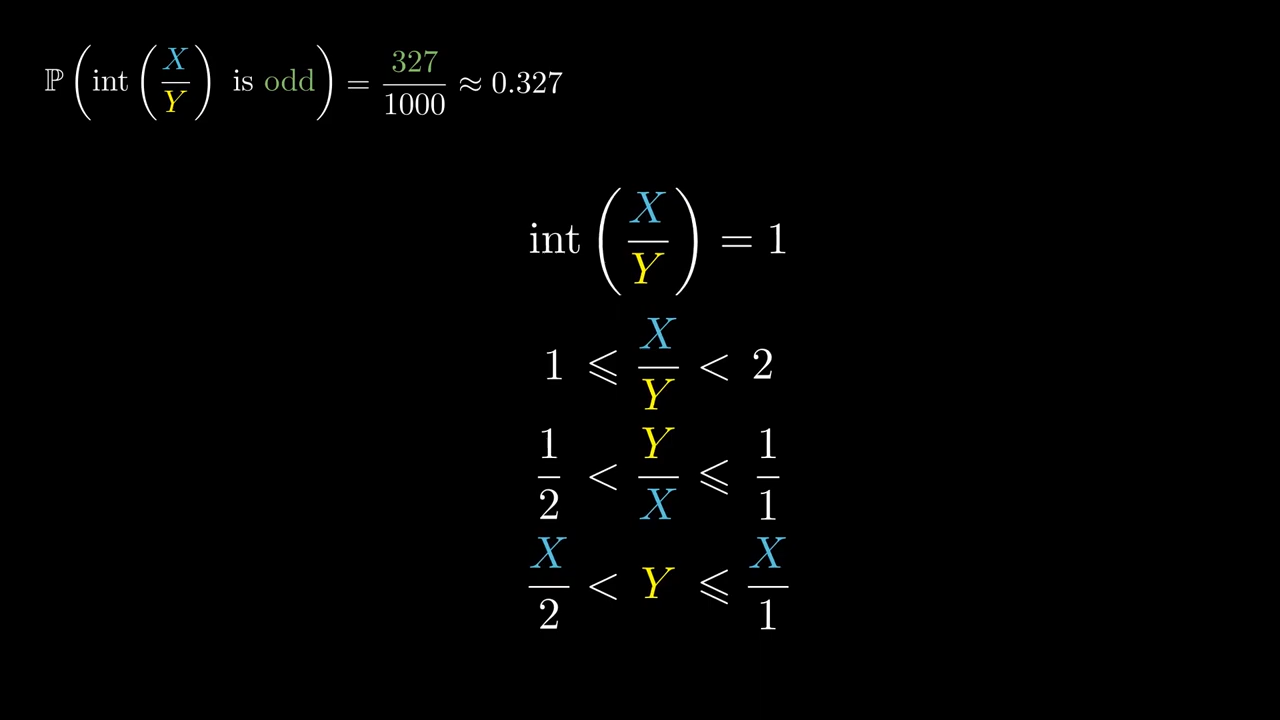 ℙ(int(X/Y) is odd) = 327/1000 ≈ 0.327
int(X/Y) = 1
1 ⩽ X/Y < 2
1/2 < Y/X ⩽ 1/1
X/2 < Y ⩽ X/1